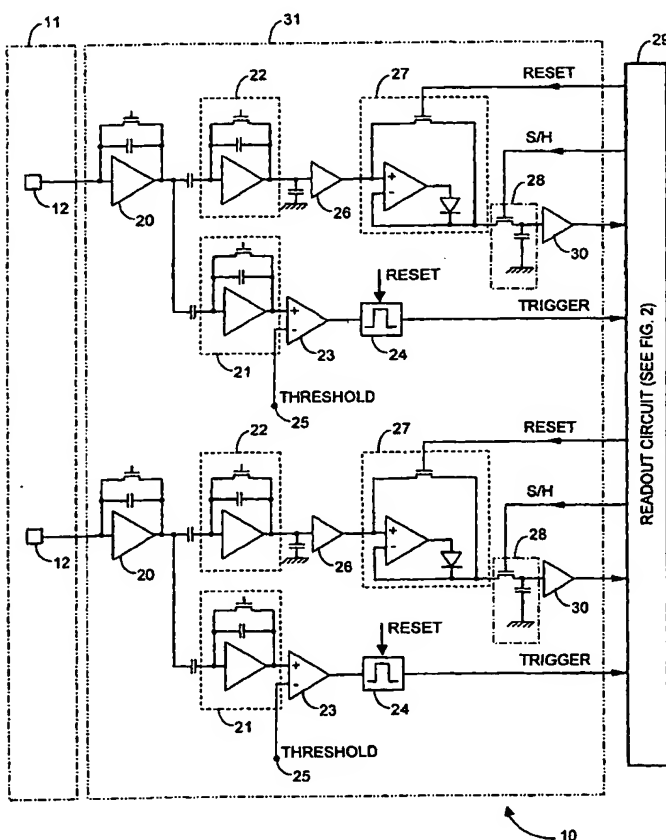 11
31
29
22
27
RESET
S/H
28
12
20
26
30
RESET
TRIGGER
21
23
24
THRESHOLD
25
READOUT CIRCUIT (SEE FIG. 2)
22
27
RESET
S/H
28
12
20
26
30
RESET
TRIGGER
21
23
24
THRESHOLD
25
10